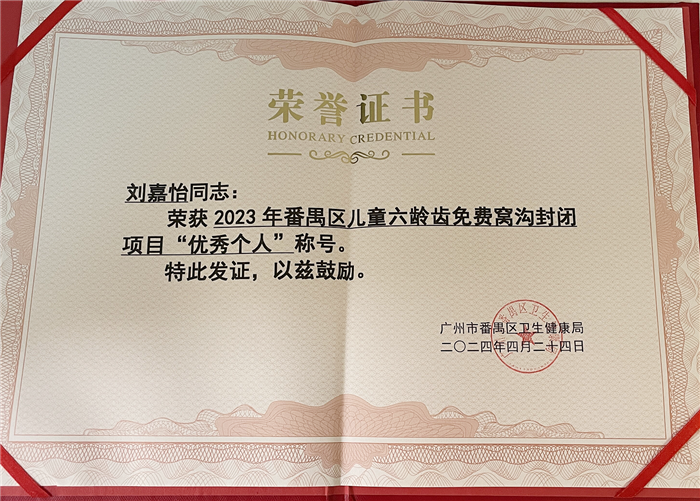 荣誉证书
HONORARY CREDENTIAL
刘嘉怡同志：
荣获 2023 年番禺区儿童六龄齿免费窝沟封闭
项目“优秀个人”称号。
特此发证，以兹鼓励。
广州市番禺区卫生健康局
二〇二四年四月二十四日